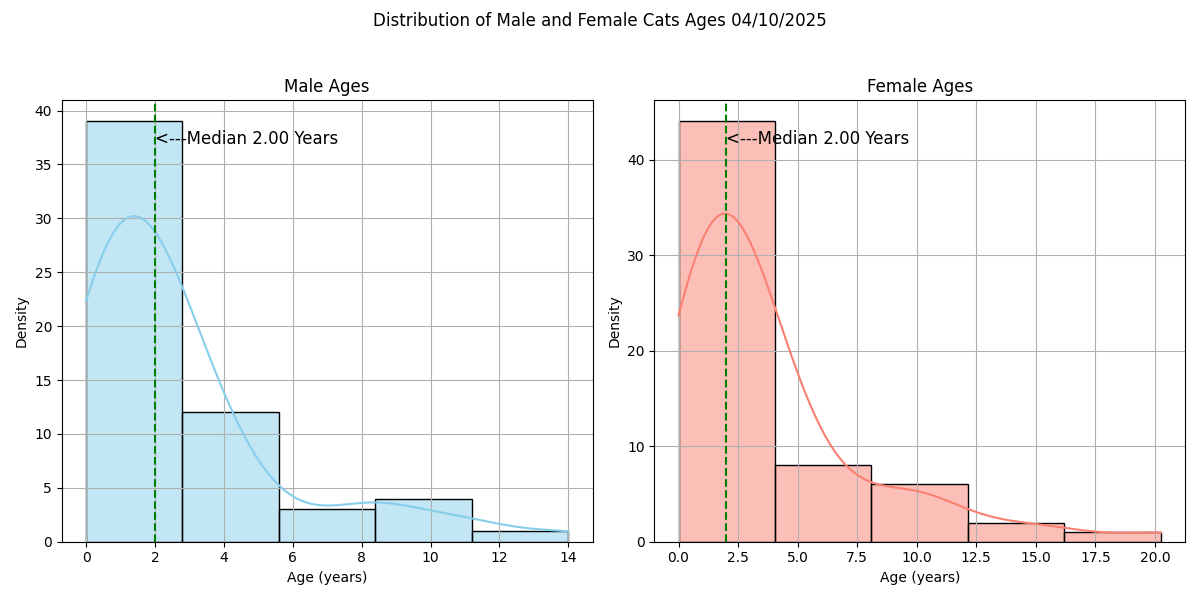 Distribution of Male and Female Cats Ages 04/10/2025
Male Ages
<---Median 2.00 Years
Density
40
35
30
25
20
15
10
5
0
0 2 4 6 8 10 12 14
Age (years)
Female Ages
<---Median 2.00 Years
Density
40
30
20
10
0
0.0 2.5 5.0 7.5 10.0 12.5 15.0 17.5 20.0
Age (years)